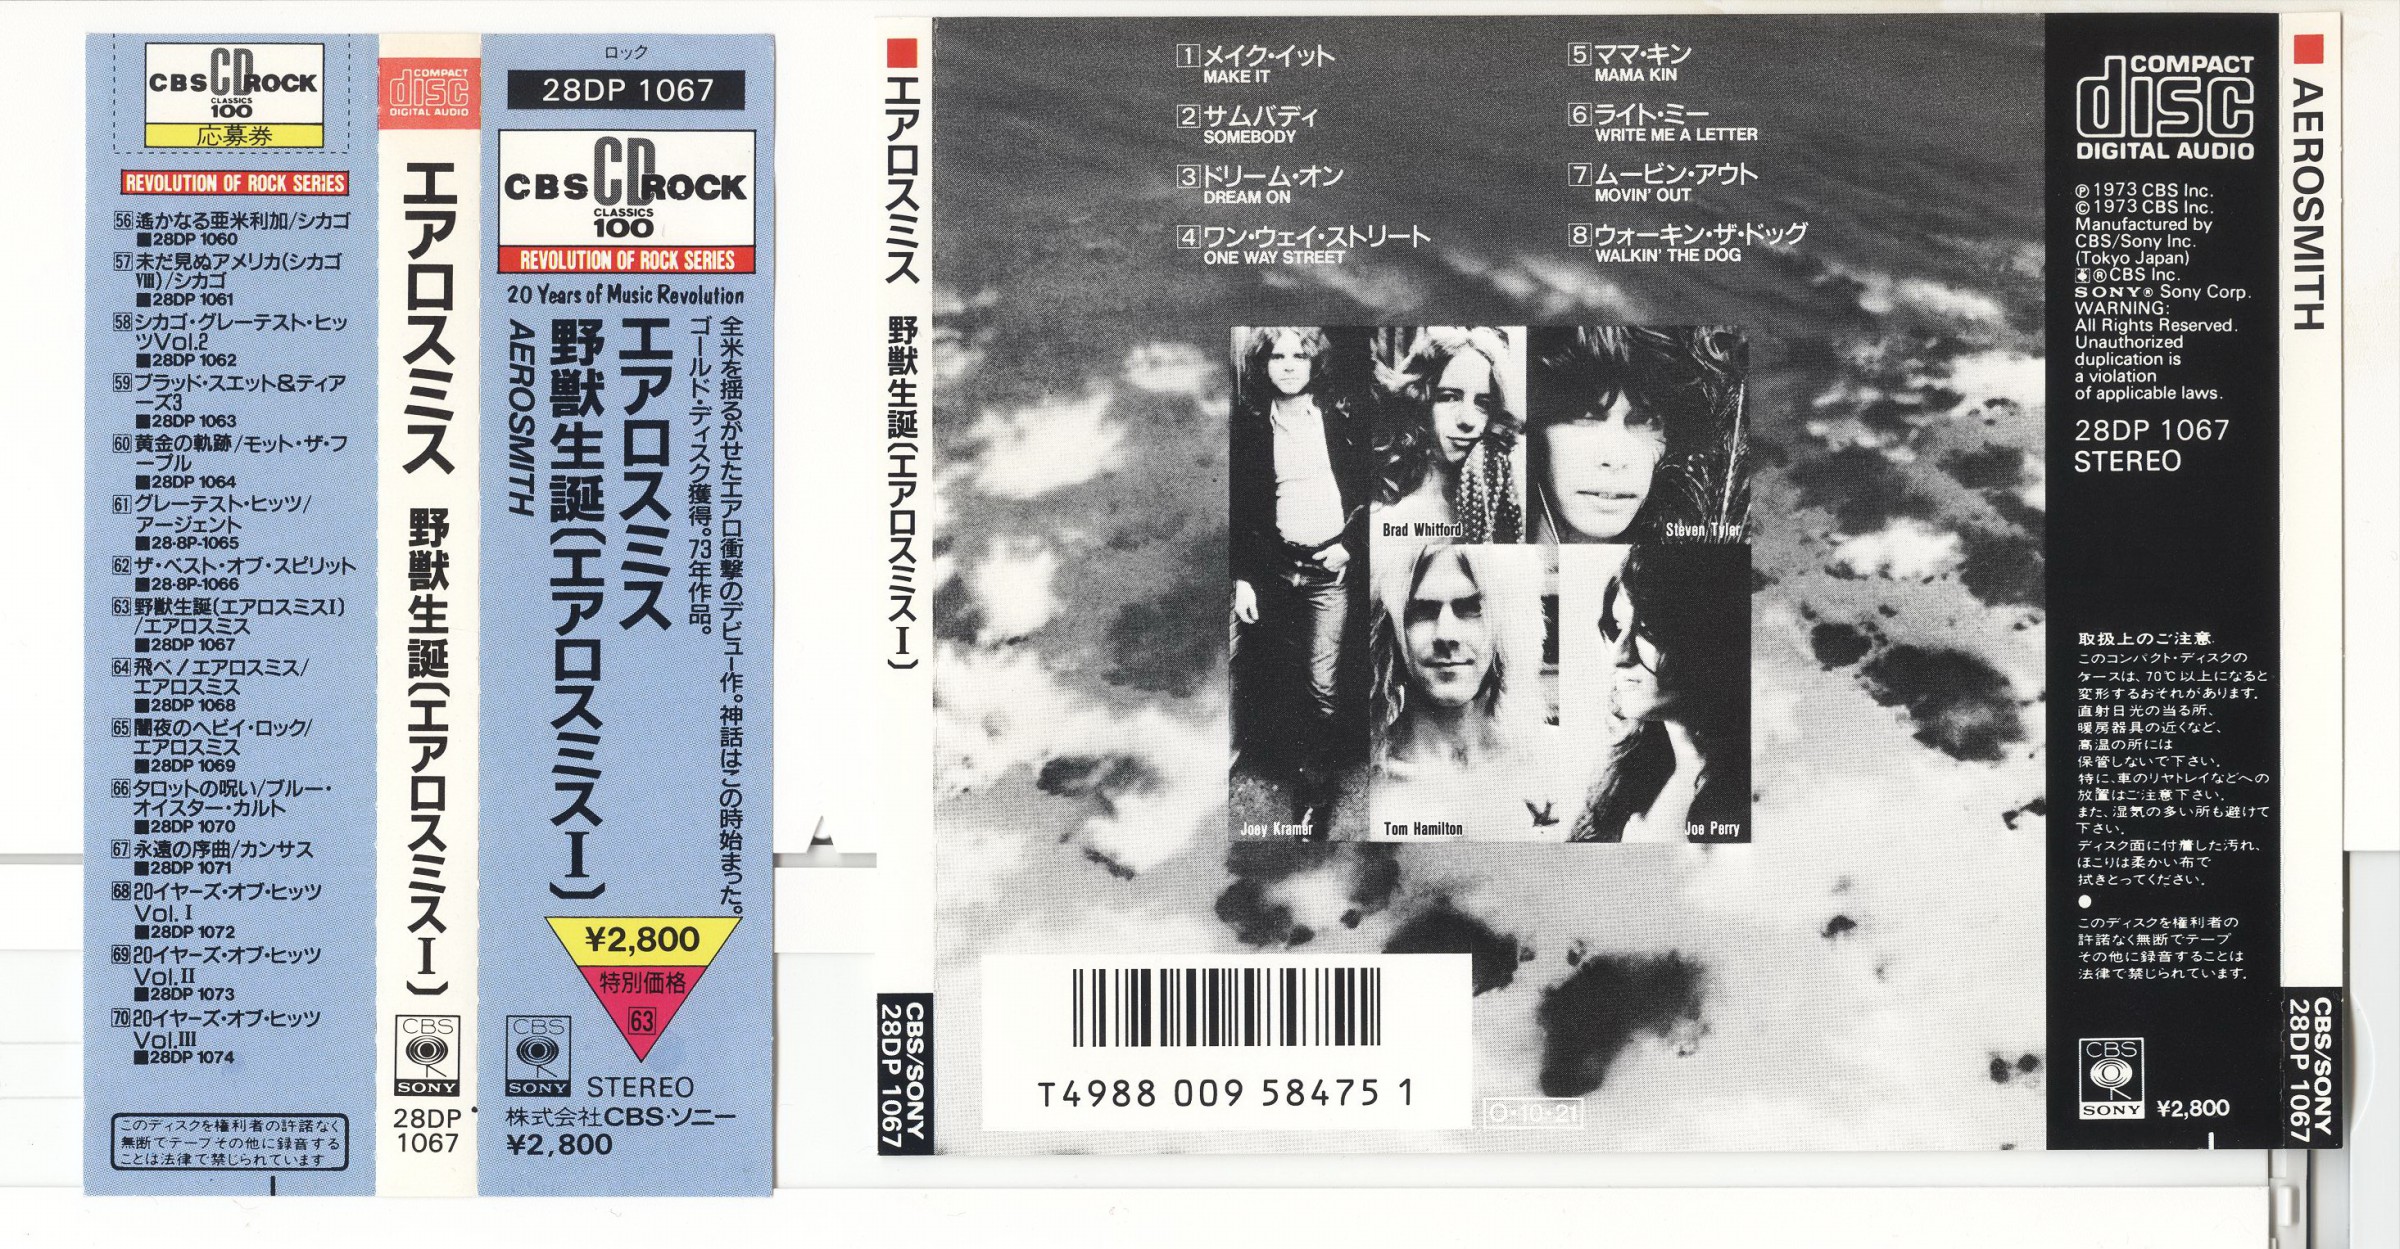 CBS CD ROCK
CLASSICS
100
応募券
REVOLUTION OF ROCK SERIES
56 遙かなる亜米利加/シカゴ
■28DP 1060
57 未だ見ぬアメリカ(シカゴ
VIII)/シカゴ
■28DP 1061
58 シカゴ・グレーテスト・ヒッ
ツVol.2
■28DP 1062
59 ブラッド・スエット&ティア
ーズ3
■28DP 1063
60 黄金の軌跡/モット・ザ・フ
ープル
■28DP 1064
61 グレーテスト・ヒッツ/
アージェント
■28・8P-1065
62 ザ・ベスト・オブ・スピリット
■28・8P-1066
63 野獣生誕(エアロスミスI)
/エアロスミス
■28DP 1067
64 飛べ!エアロスミス/
エアロスミス
■28DP 1068
65 闇夜のヘビイ・ロック/
エアロスミス
■28DP 1069
66 タロットの呪い/ブルー・
オイスター・カルト
■28DP 1070
67 永遠の序曲/カンサス
■28DP 1071
68 20イヤーズ・オブ・ヒッツ
Vol. I
■28DP 1072
69 20イヤーズ・オブ・ヒッツ
Vol.II
■28DP 1073
70 20イヤーズ・オブ・ヒッツ
Vol.III
■28DP 1074
このディスクを権利者の許諾なく
無断でテープその他に録音する
ことは法律で禁じられています
COMPACT
disc
DIGITAL AUDIO
エアロスミス 野獣生誕(エアロスミスI)
CBS
SONY
28DP
1067
ロック
28DP 1067
CBS CD ROCK
CLASSICS
100
REVOLUTION OF ROCK SERIES
20 Years of Music Revolution
全米を揺るがせたエアロ衝撃のデビュー作。神話はこの時始まった。
ゴールド・ディスク獲得。73年作品。
エアロスミス
野獣生誕(エアロスミスI)
AEROSMITH
¥2,800
特別価格
63
CBS
SONY
STEREO
株式会社CBS・ソニー
¥2,800
■エアロスミス 野獣生誕(エアロスミスI)
CBS/SONY
28DP 1067
1 メイク・イット
MAKE IT
2 サムバディ
SOMEBODY
3 ドリーム・オン
DREAM ON
4 ワン・ウェイ・ストリート
ONE WAY STREET
5 ママ・キン
MAMA KIN
6 ライト・ミー
WRITE ME A LETTER
7 ムービン・アウト
MOVIN' OUT
8 ウォーキン・ザ・ドッグ
WALKIN' THE DOG
Brad Whitford
Steven Tyler
Joey Kramer
Tom Hamilton
Joe Perry
T4988 009 58475 1
O・10・21
COMPACT
disc
DIGITAL AUDIO
℗ 1973 CBS Inc.
© 1973 CBS Inc.
Manufactured by
CBS/Sony Inc.
(Tokyo Japan)
® CBS Inc.
SONY® Sony Corp.
WARNING:
All Rights Reserved.
Unauthorized
duplication is
a violation
of applicable laws.
28DP 1067
STEREO
取扱上のご注意
このコンパクト・ディスクの
ケースは、70℃以上になると
変形するおそれがあります。
直射日光の当る所、
暖房器具の近くなど、
高温の所には
保管しないで下さい。
特に、車のリヤトレイなどへの
放置はご注意下さい。
また、湿気の多い所も避けて
下さい。
ディスク面に付着した汚れ、
ほこりは柔かい布で
拭きとってください。
●
このディスクを権利者の
許諾なく無断でテープ
その他に録音することは
法律で禁じられています。
CBS
SONY
¥2,800
■ AEROSMITH
CBS/SONY
28DP 1067